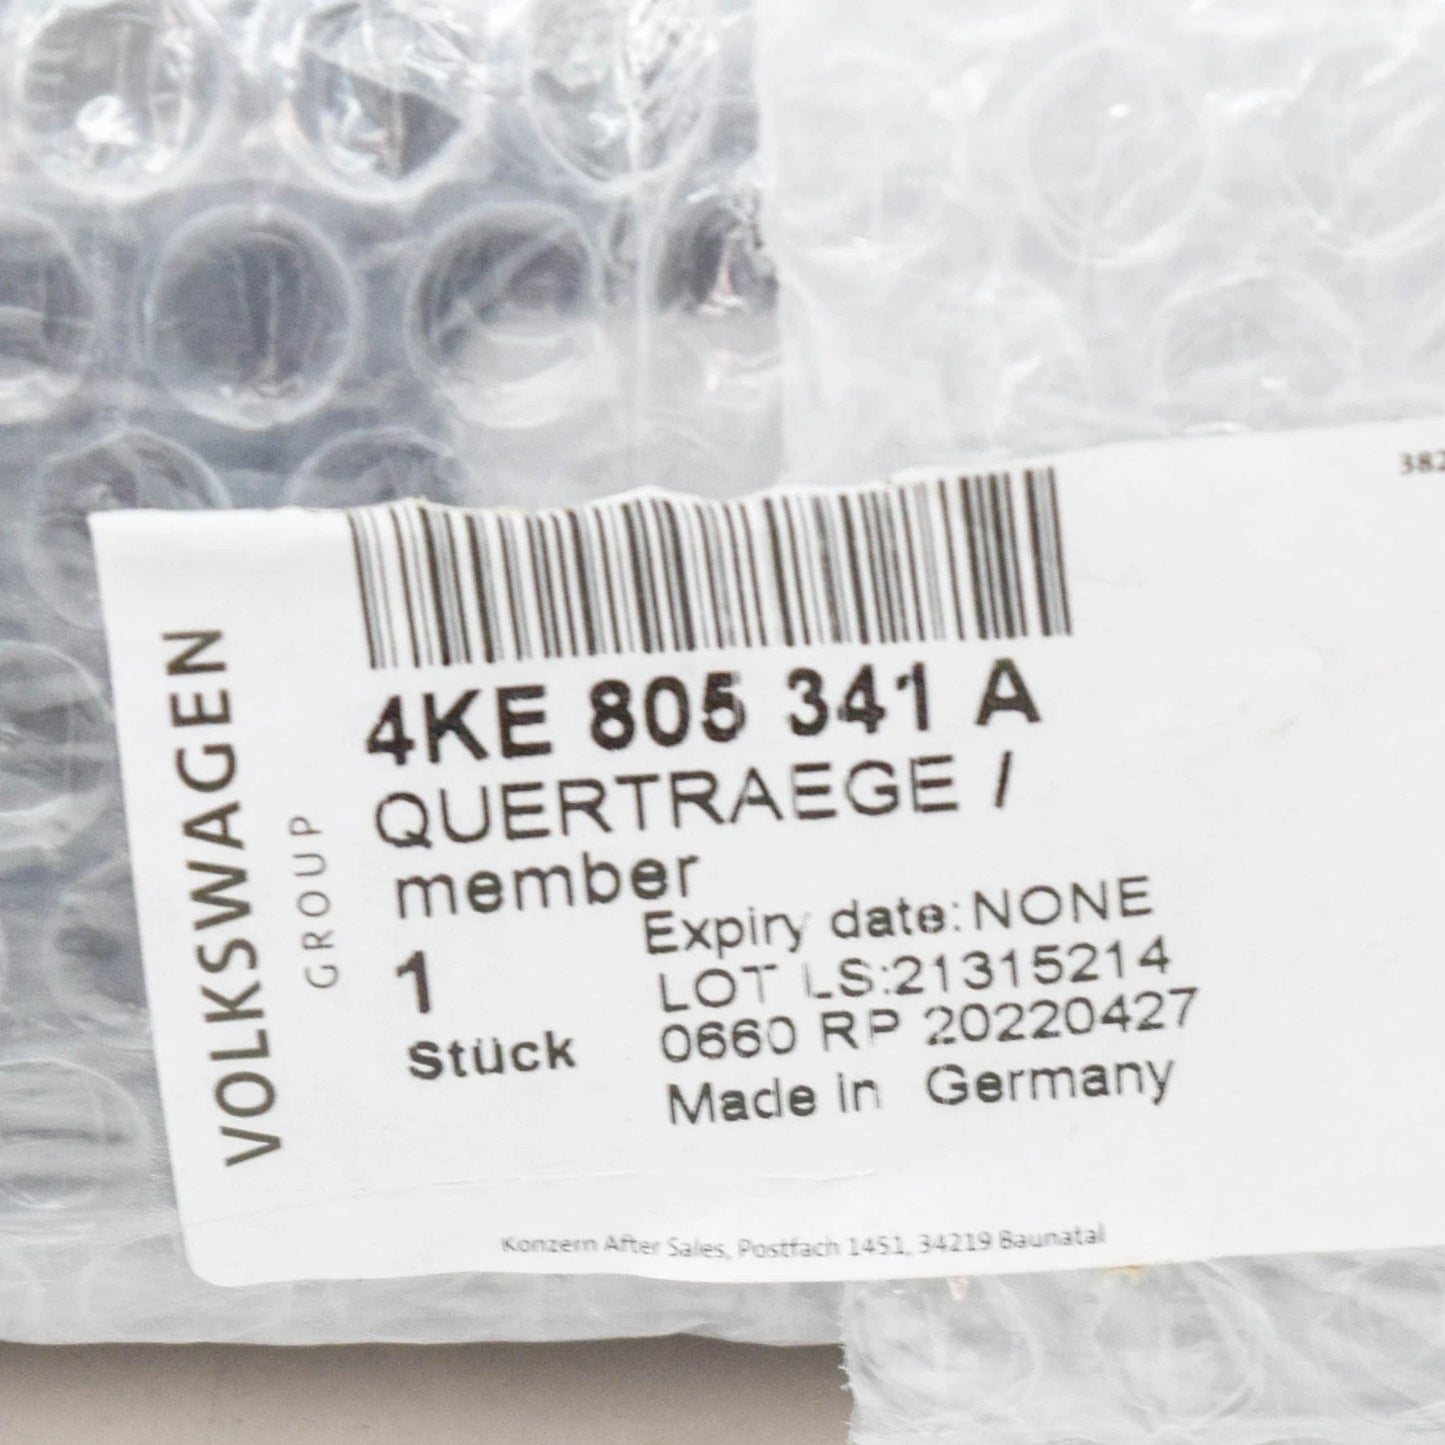 382
4KE 805 341 A
QUERTRAEGE /
member
1
Stück
Expiry date: NONE
LOT LS:21315214
0660 RP 20220427
Made in Germany
VOLKSWAGEN
GROUP
Konzern After Sales, Postfach 1451, 34219 Baunatal